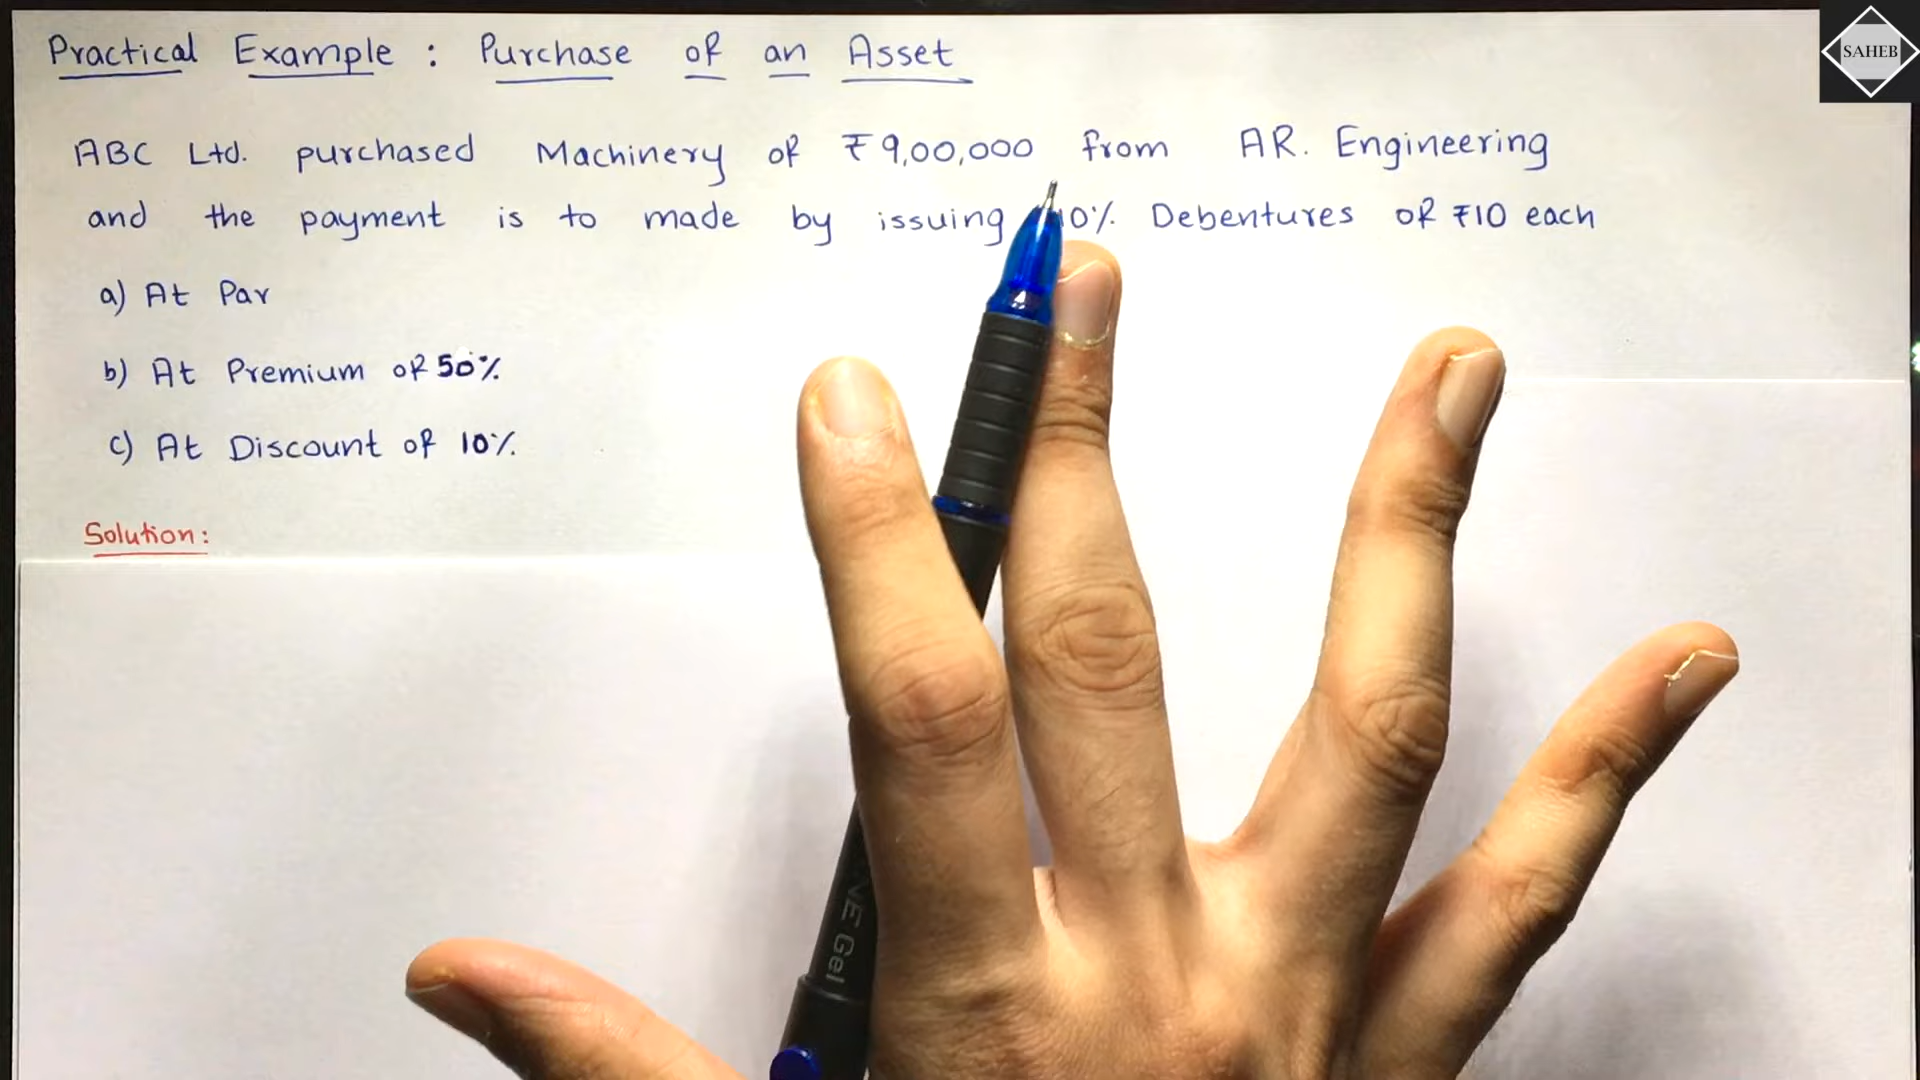 Practical Example : Purchase of an Asset
SAHEB
ABC Ltd. purchased Machinery of ₹9,00,000 from AR. Engineering
and the payment is to made by issuing 10% Debentures of ₹10 each
a) At Par
b) At Premium of 50%
c) At Discount of 10%
Solution:
Gel